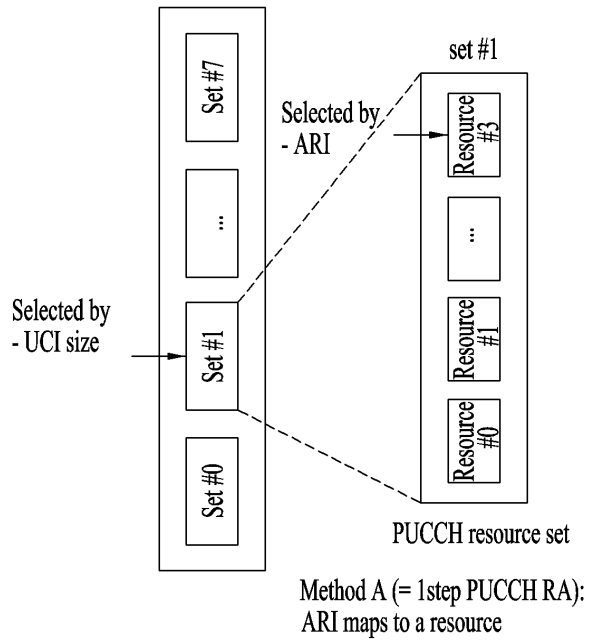 Set #7
...
Selected by
- UCI size
Set #1
Set #0
set #1
Selected by
- ARI
Resource
#3
...
Resource
#1
Resource
#0
PUCCH resource set
Method A (= 1step PUCCH RA):
ARI maps to a resource